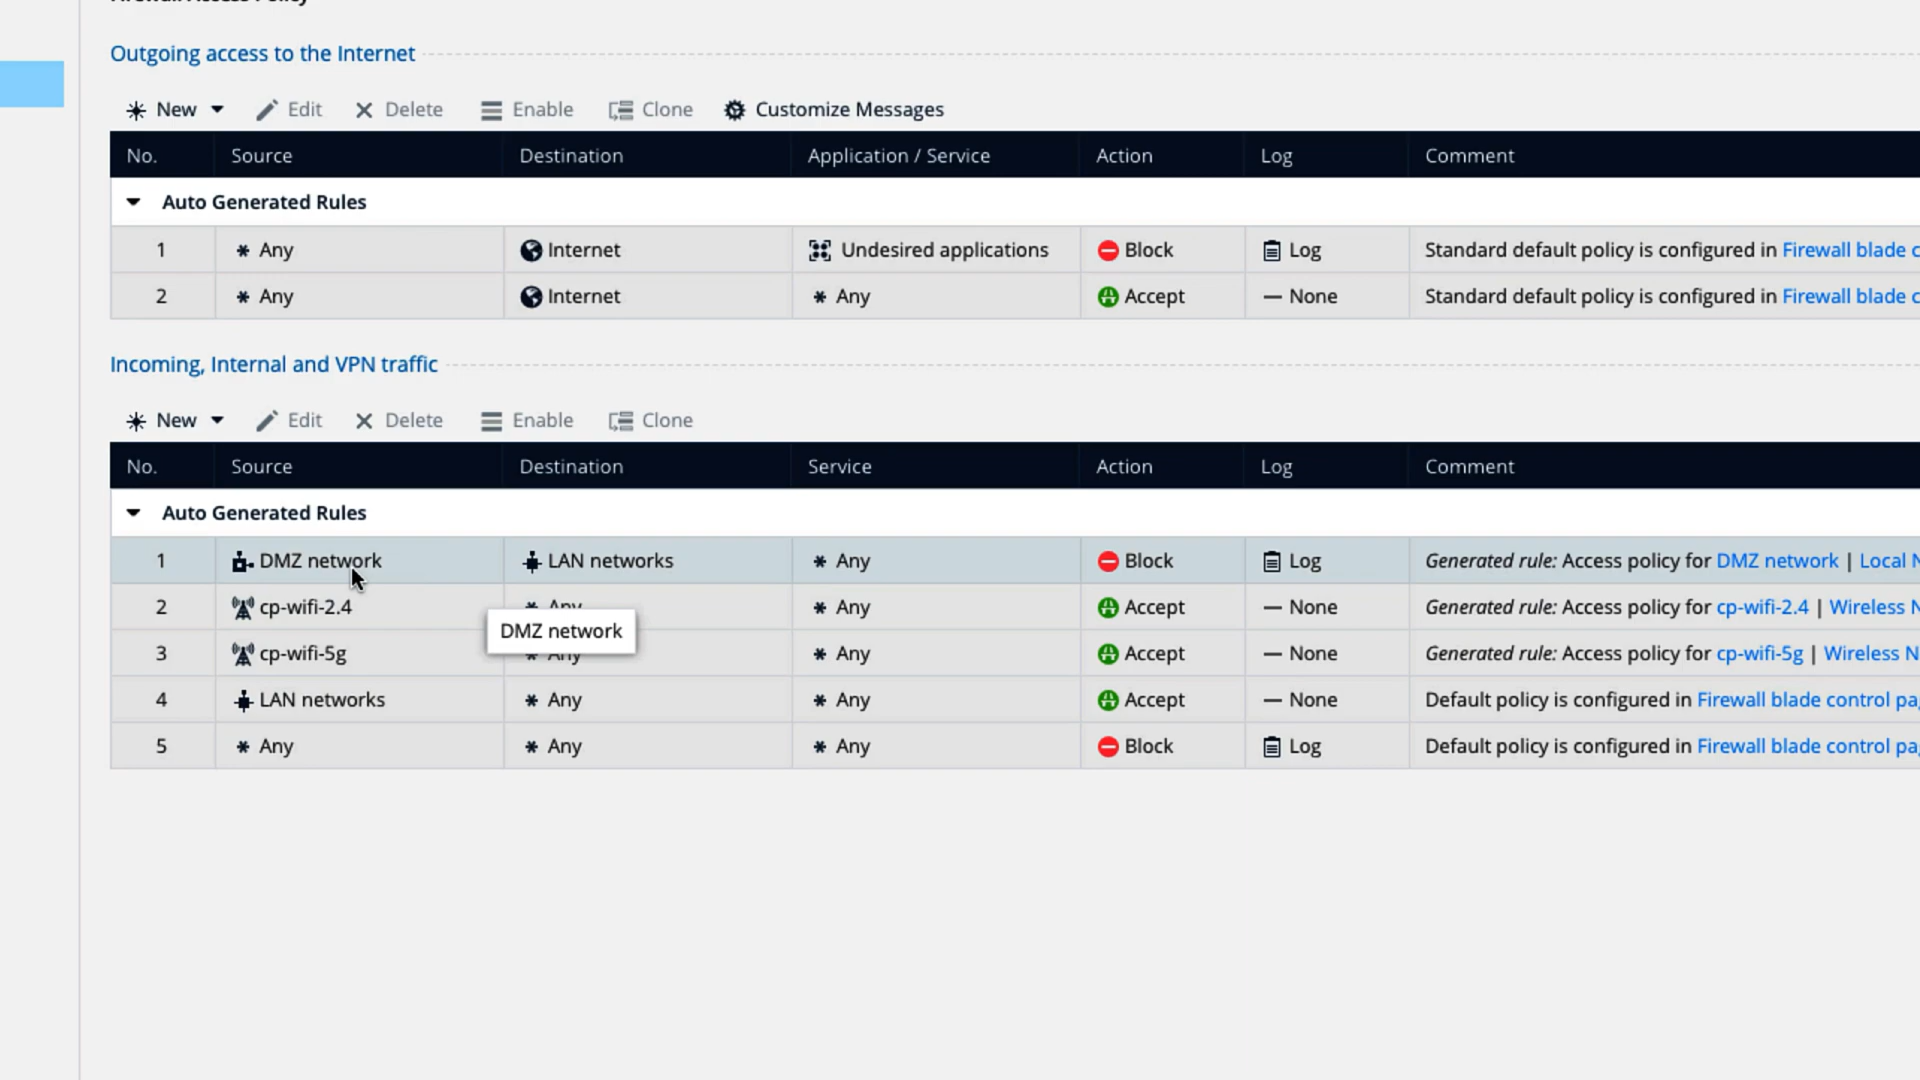 Firewall Access Policy
Outgoing access to the Internet
New Edit Delete Enable Clone Customize Messages
No. Source Destination Application / Service Action Log Comment
Auto Generated Rules
1 * Any Internet Undesired applications Block Log Standard default policy is configured in Firewall blade c
2 * Any Internet * Any Accept — None Standard default policy is configured in Firewall blade c
Incoming, Internal and VPN traffic
New Edit Delete Enable Clone
No. Source Destination Service Action Log Comment
Auto Generated Rules
1 DMZ network LAN networks * Any Block Log Generated rule: Access policy for DMZ network | Local N
2 cp-wifi-2.4 * Any * Any Accept — None Generated rule: Access policy for cp-wifi-2.4 | Wireless N
DMZ network
3 cp-wifi-5g * Any * Any Accept — None Generated rule: Access policy for cp-wifi-5g | Wireless N
4 LAN networks * Any * Any Accept — None Default policy is configured in Firewall blade control pa
5 * Any * Any * Any Block Log Default policy is configured in Firewall blade control pa